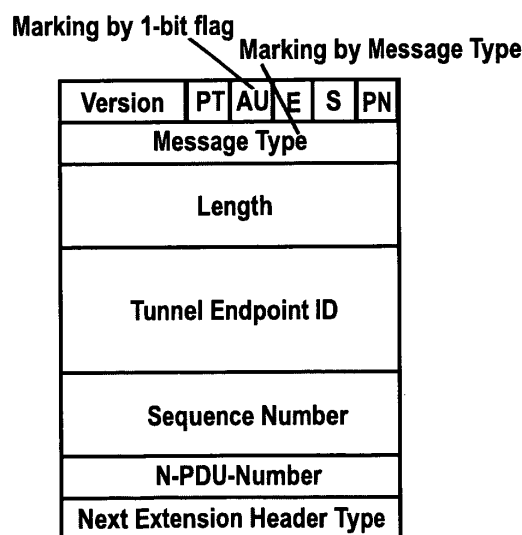 Marking by 1-bit flag
Marking by Message Type
Version PT AU E S PN
Message Type
Length
Tunnel Endpoint ID
Sequence Number
N-PDU-Number
Next Extension Header Type